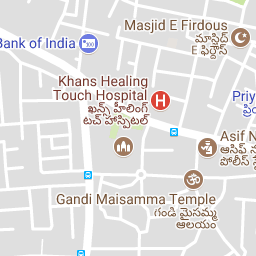 Masjid E Firdous
మాస్జిద్
E ఫిర్దౌస్
Bank of India
Khans Healing
Touch Hospital
ఖన్స్ హీలింగ్
టచ్ హాస్పిటల్
H
Priy
Asif N
ఆసిఫ్ న
పోలీస్ స్టే
Gandi Maisamma Temple
గండి మైసమ్మ
ఆలయం